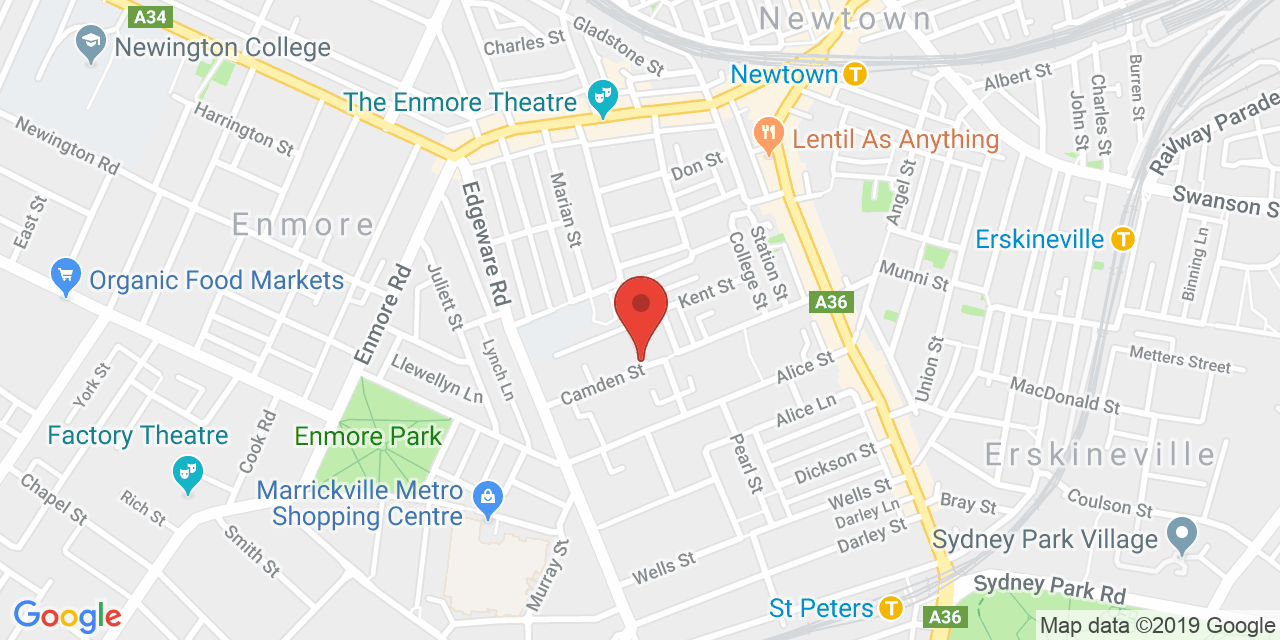 A34
Newtown
Newington College
Charles St
Gladstone St
Newtown
T
Albert St
Burren St
Charles St
John St
Railway Parade
The Enmore Theatre
Harrington St
Newington Rd
Lentil As Anything
Don St
Angel St
Swanson S
East St
Enmore
Marian St
Edgeware Rd
Station St
College St
Erskineville
T
Binning Ln
Organic Food Markets
Enmore Rd
Juliett St
Kent St
A36
Munni St
Lynch Ln
Llewellyn Ln
Camden St
Alice St
Union St
Metters Street
York St
MacDonald St
Alice Ln
Factory Theatre
Cook Rd
Enmore Park
Pearl St
Dickson St
Erskineville
Chapel St
Rich St
Marrickville Metro
Shopping Centre
Wells St
Darley Ln
Darley St
Bray St
Coulson St
Smith St
Murray St
Wells St
Sydney Park Village
Sydney Park Rd
St Peters
T
A36
Google
Map data ©2019 Google